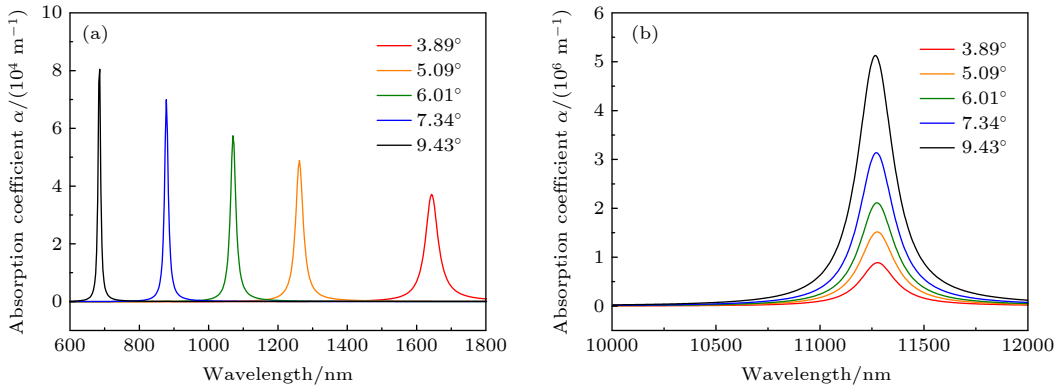 (a)
Absorption coefficient α/(10⁴ m⁻¹)
10
8
6
4
2
0
3.89°
5.09°
6.01°
7.34°
9.43°
600 800 1000 1200 1400 1600 1800
Wavelength/nm
(b)
Absorption coefficient α/(10⁶ m⁻¹)
6
5
4
3
2
1
0
3.89°
5.09°
6.01°
7.34°
9.43°
10000 10500 11000 11500 12000
Wavelength/nm